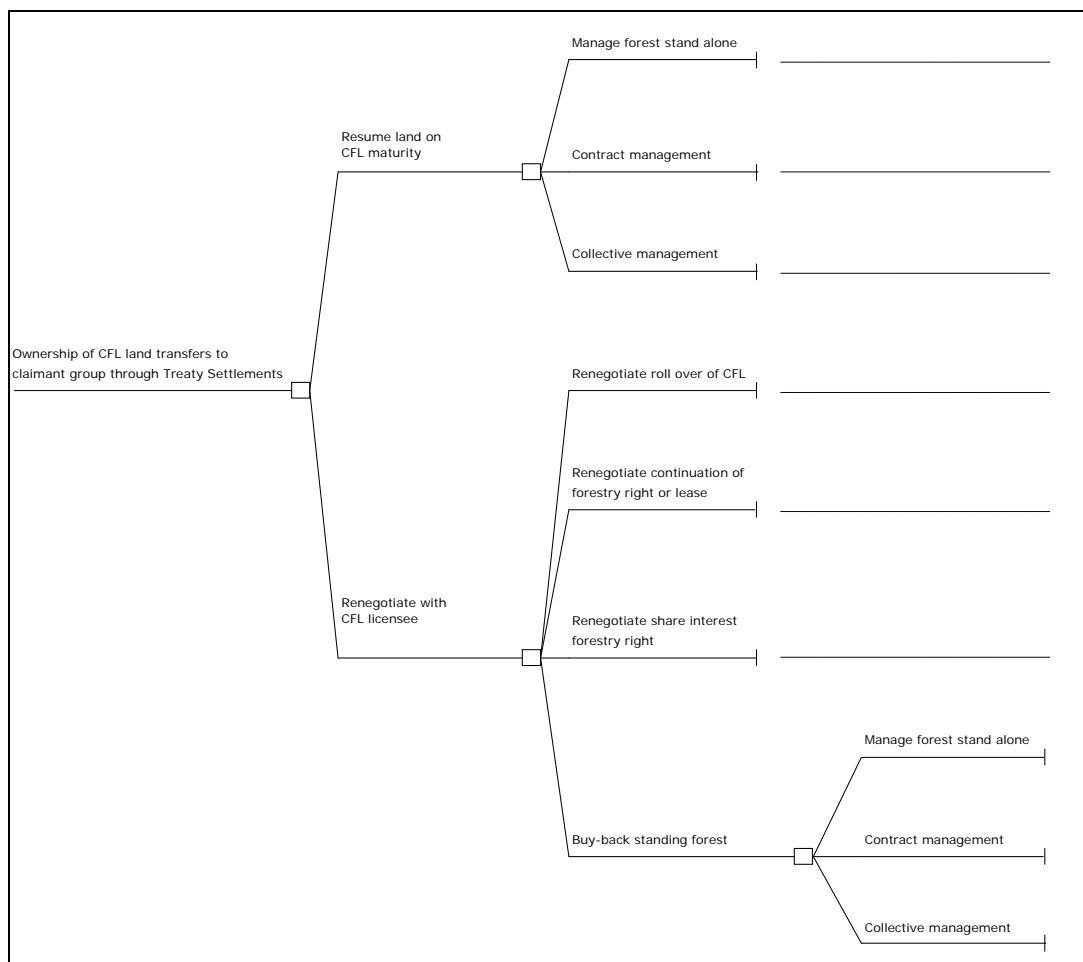 Manage forest stand alone
Resume land on
CFL maturity
Contract management
Collective management
Ownership of CFL land transfers to
claimant group through Treaty Settlements
Renegotiate roll over of CFL
Renegotiate continuation of
forestry right or lease
Renegotiate with
CFL licensee
Renegotiate share interest
forestry right
Manage forest stand alone
Buy-back standing forest
Contract management
Collective management